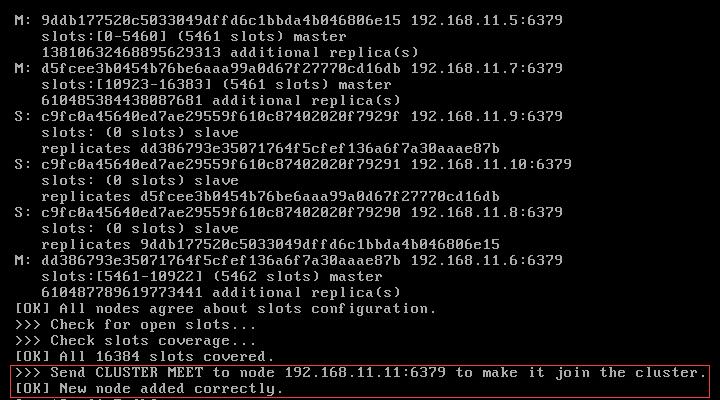 M: 9ddb177520c5033049dffd6c1bbda4b046806e15 192.168.11.5:6379
slots:[0-5460] (5461 slots) master
13810632468895629313 additional replica(s)
M: d5fcee3b0454b76be6aaa99a0d67f27770cd16db 192.168.11.7:6379
slots:[10923-16383] (5461 slots) master
610485384438087681 additional replica(s)
S: c9fc0a45640ed7ae29559f610c87402020f7929f 192.168.11.9:6379
slots: (0 slots) slave
replicates dd386793e35071764f5cfef136a6f7a30aaae87b
S: c9fc0a45640ed7ae29559f610c87402020f79291 192.168.11.10:6379
slots: (0 slots) slave
replicates d5fcee3b0454b76be6aaa99a0d67f27770cd16db
S: c9fc0a45640ed7ae29559f610c87402020f79290 192.168.11.8:6379
slots: (0 slots) slave
replicates 9ddb177520c5033049dffd6c1bbda4b046806e15
M: dd386793e35071764f5cfef136a6f7a30aaae87b 192.168.11.6:6379
slots:[5461-10922] (5462 slots) master
610487789619773441 additional replica(s)
[OK] All nodes agree about slots configuration.
>>> Check for open slots...
>>> Check slots coverage...
[OK] All 16384 slots covered.
>>> Send CLUSTER MEET to node 192.168.11.11:6379 to make it join the cluster.
[OK] New node added correctly.